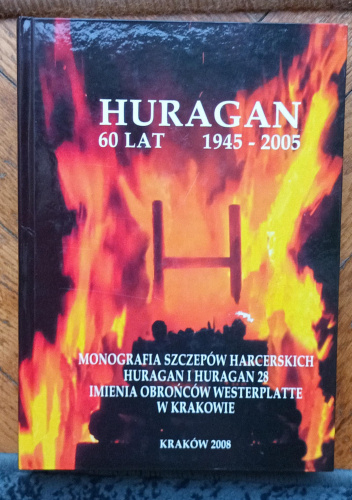 HURAGAN
60 LAT 1945 - 2005
H
MONOGRAFIA SZCZEPÓW HARCERSKICH
HURAGAN I HURAGAN 28
IMIENIA OBROŃCÓW WESTERPLATTE
W KRAKOWIE
KRAKÓW 2008